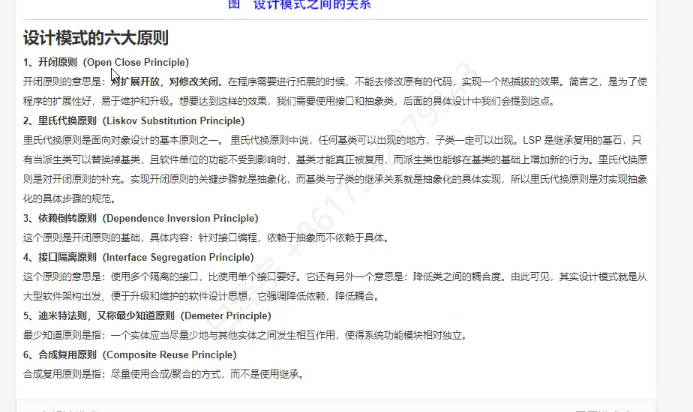 图 设计模式之间的关系
设计模式的六大原则
1、开闭原则（Open Close Principle）
开闭原则的意思是：对扩展开放，对修改关闭。在程序需要进行拓展的时候，不能去修改原有的代码，实现一个热插拔的效果。简言之，是为了使
程序的扩展性好，易于维护和升级。想要达到这样的效果，我们需要使用接口和抽象类，后面的具体设计中我们会提到这点。
2、里氏代换原则（Liskov Substitution Principle）
里氏代换原则是面向对象设计的基本原则之一。 里氏代换原则中说，任何基类可以出现的地方，子类一定可以出现。LSP 是继承复用的基石，只
有当派生类可以替换掉基类，且软件单位的功能不受到影响时，基类才能真正被复用，而派生类也能够在基类的基础上增加新的行为。里氏代换原
则是对开闭原则的补充。实现开闭原则的关键步骤就是抽象化，而基类与子类的继承关系就是抽象化的具体实现，所以里氏代换原则是对实现抽象
化的具体步骤的规范。
3、依赖倒转原则（Dependence Inversion Principle）
这个原则是开闭原则的基础，具体内容：针对接口编程，依赖于抽象而不依赖于具体。
4、接口隔离原则（Interface Segregation Principle）
这个原则的意思是：使用多个隔离的接口，比使用单个接口要好。它还有另外一个意思是：降低类之间的耦合度。由此可见，其实设计模式就是从
大型软件架构出发、便于升级和维护的软件设计思想，它强调降低依赖，降低耦合。
5、迪米特法则，又称最少知道原则（Demeter Principle）
最少知道原则是指：一个实体应当尽量少地与其他实体之间发生相互作用，使得系统功能模块相对独立。
6、合成复用原则（Composite Reuse Principle）
合成复用原则是指：尽量使用合成/聚合的方式，而不是使用继承。